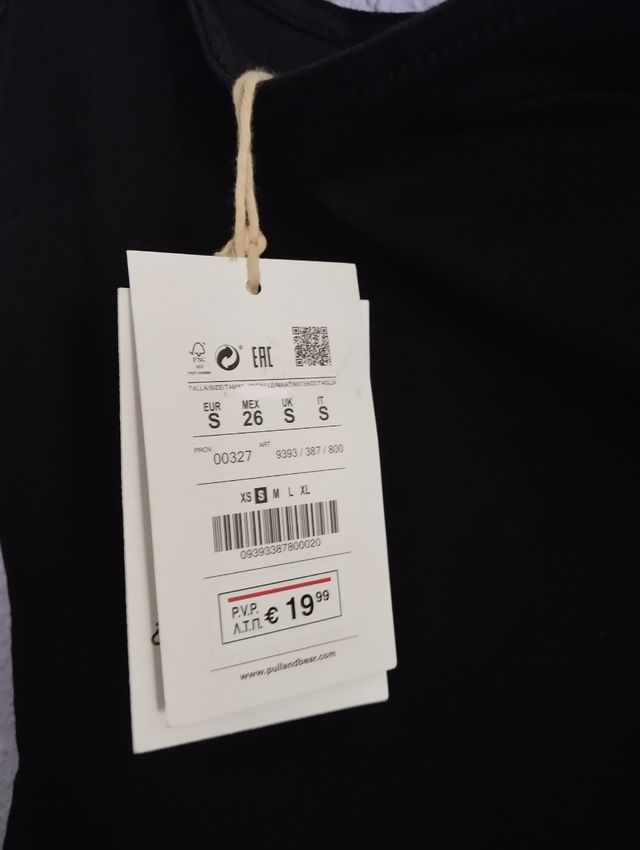 FSC
EAC
EUR MEX UK IT
S 26 S S
PROV. 00327 ART. 9393 / 387 / 800
XS S M L XL
09393387800020
P.V.P.
Λ.Τ.Π. € 19 99
www.pullandbear.com